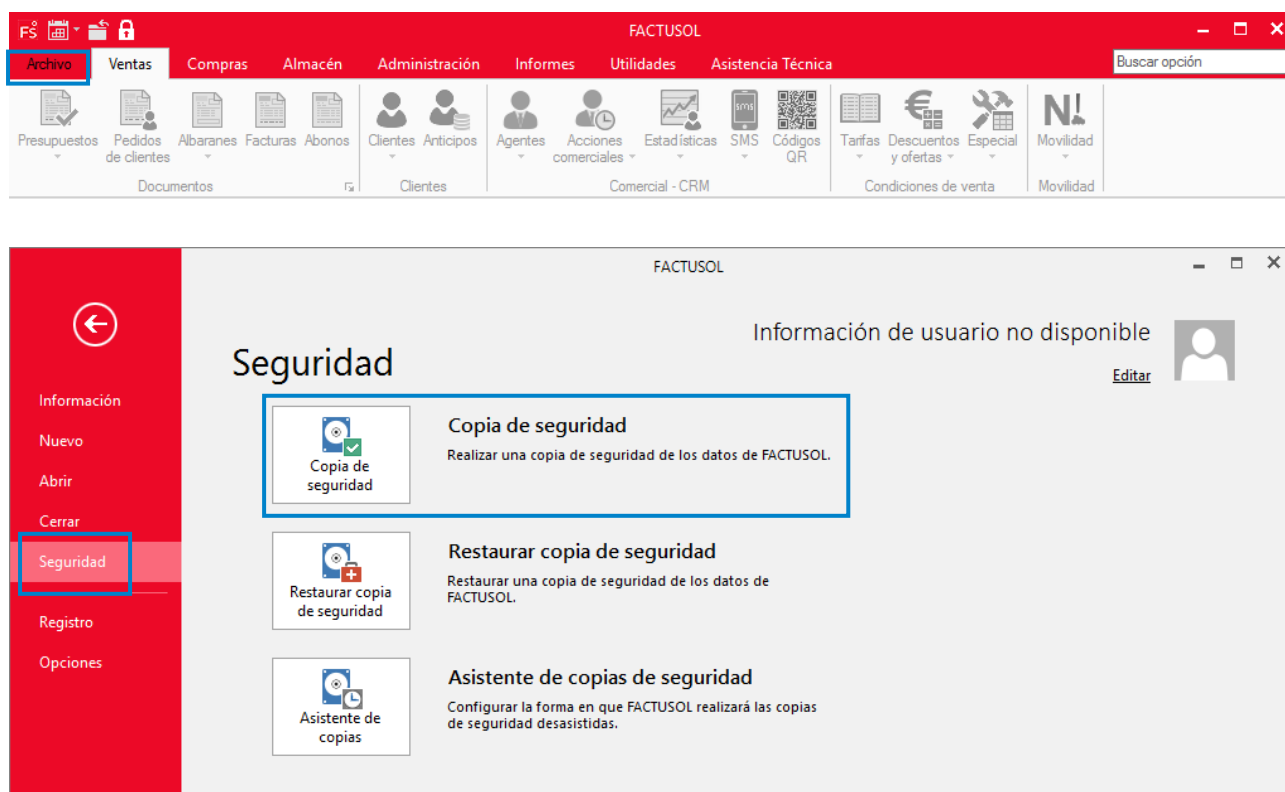 FS
FACTUSOL
Archivo Ventas Compras Almacén Administración Informes Utilidades Asistencia Técnica Buscar opción
Presupuestos Pedidos de clientes Albaranes Facturas Abonos Clientes Anticipos Agentes Acciones comerciales Estadísticas SMS Códigos QR Tarifas Descuentos y ofertas Especial Movilidad
Documentos Clientes Comercial - CRM Condiciones de venta Movilidad
FACTUSOL
Información de usuario no disponible
Editar
Seguridad
Información
Nuevo
Abrir
Cerrar
Seguridad
Registro
Opciones
Copia de
seguridad
Copia de seguridad
Realizar una copia de seguridad de los datos de FACTUSOL.
Restaurar copia
de seguridad
Restaurar copia de seguridad
Restaurar una copia de seguridad de los datos de
FACTUSOL.
Asistente de
copias
Asistente de copias de seguridad
Configurar la forma en que FACTUSOL realizará las copias
de seguridad desasistidas.